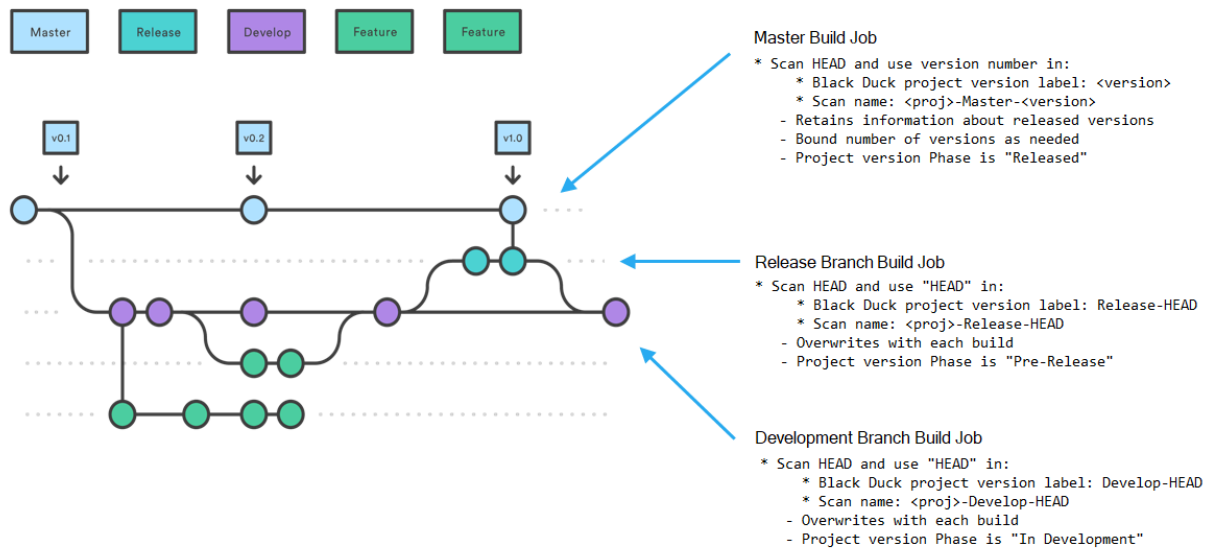 Master
Release
Develop
Feature
Feature
v0.1
v0.2
v1.0
Master Build Job
* Scan HEAD and use version number in:
* Black Duck project version label: <version>
* Scan name: <proj>-Master-<version>
- Retains information about released versions
- Bound number of versions as needed
- Project version Phase is "Released"
Release Branch Build Job
* Scan HEAD and use "HEAD" in:
* Black Duck project version label: Release-HEAD
* Scan name: <proj>-Release-HEAD
- Overwrites with each build
- Project version Phase is "Pre-Release"
Development Branch Build Job
* Scan HEAD and use "HEAD" in:
* Black Duck project version label: Develop-HEAD
* Scan name: <proj>-Develop-HEAD
- Overwrites with each build
- Project version Phase is "In Development"